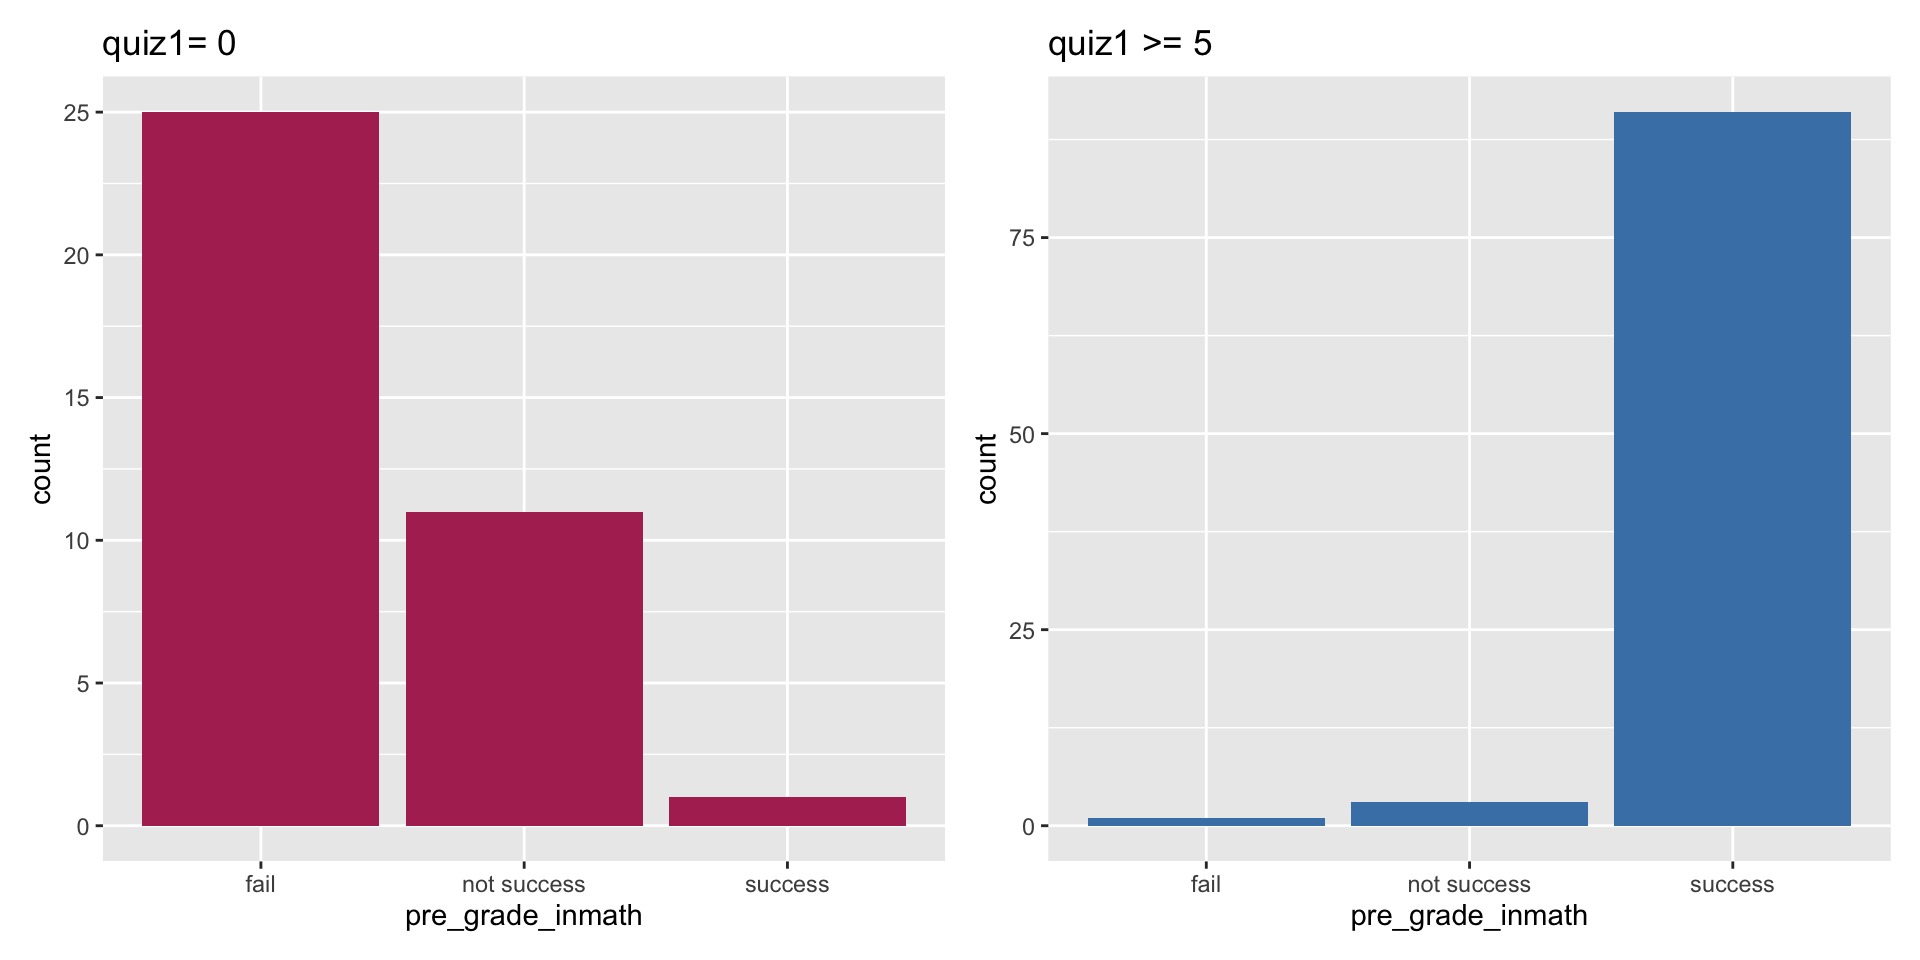 quiz1= 0
25
20
15
10
5
0
count
fail
not success
success
pre_grade_inmath
quiz1 >= 5
75
50
25
0
count
fail
not success
success
pre_grade_inmath